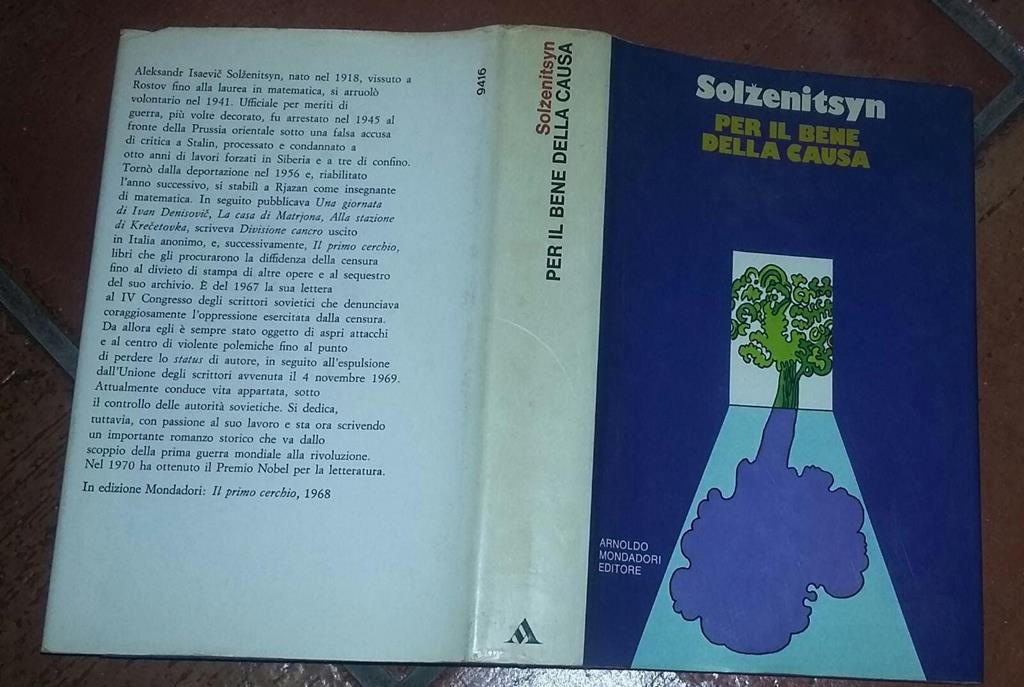 Aleksandr Isaevič Solženitsyn, nato nel 1918, vissuto a
Rostov fino alla laurea in matematica, si arruolò
volontario nel 1941. Ufficiale per meriti di
guerra, più volte decorato, fu arrestato nel 1945 al
fronte della Prussia orientale sotto una falsa accusa
di critica a Stalin, processato e condannato a
otto anni di lavori forzati in Siberia e a tre di confino.
Tornò dalla deportazione nel 1956 e, riabilitato
l'anno successivo, si stabilì a Rjazan come insegnante
di matematica. In seguito pubblicava Una giornata
di Ivan Denisovič, La casa di Matrjona, Alla stazione
di Krečetovka, scriveva Divisione cancro uscito
in Italia anonimo, e, successivamente, Il primo cerchio,
libri che gli procurarono la diffidenza della censura
fino al divieto di stampa di altre opere e al sequestro
del suo archivio. È del 1967 la sua lettera
al IV Congresso degli scrittori sovietici che denunciava
coraggiosamente l'oppressione esercitata dalla censura.
Da allora egli è sempre stato oggetto di aspri attacchi
e al centro di violente polemiche fino al punto
di perdere lo status di autore, in seguito all'espulsione
dall'Unione degli scrittori avvenuta il 4 novembre 1969.
Attualmente conduce vita appartata, sotto
il controllo delle autorità sovietiche. Si dedica,
tuttavia, con passione al suo lavoro e sta ora scrivendo
un importante romanzo storico che va dallo
scoppio della prima guerra mondiale alla rivoluzione.
Nel 1970 ha ottenuto il Premio Nobel per la letteratura.
In edizione Mondadori: Il primo cerchio, 1968
9416
Solzenitsyn
PER IL BENE DELLA CAUSA
Solženitsyn
PER IL BENE
DELLA CAUSA
ARNOLDO
MONDADORI
EDITORE